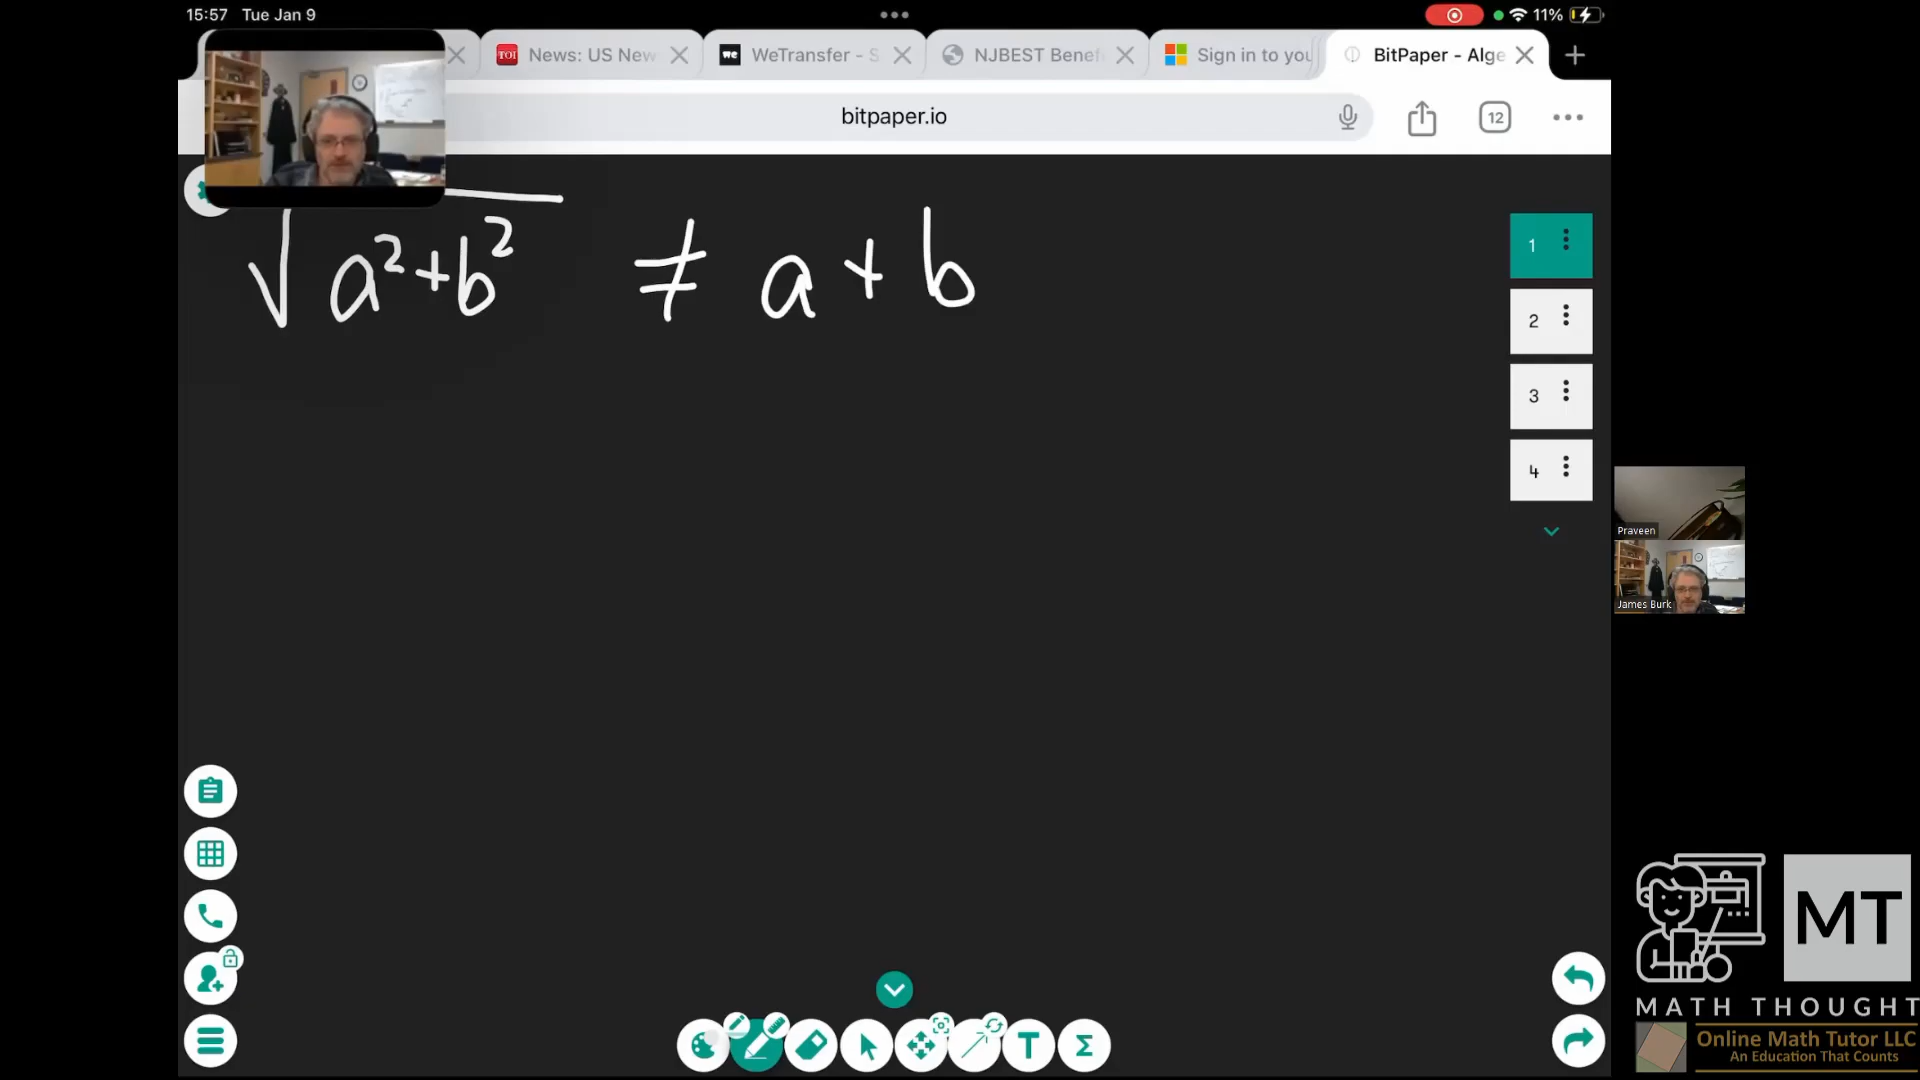 15:57 Tue Jan 9
11%
TOI News: US New
we WeTransfer - S
NJBEST Benef
Sign in to you
BitPaper - Alge
bitpaper.io
12
√a²+b² ≠ a + b
1
2
3
4
Praveen
James Burk
T Σ
MT
MATH THOUGHT
Online Math Tutor LLC
An Education That Counts